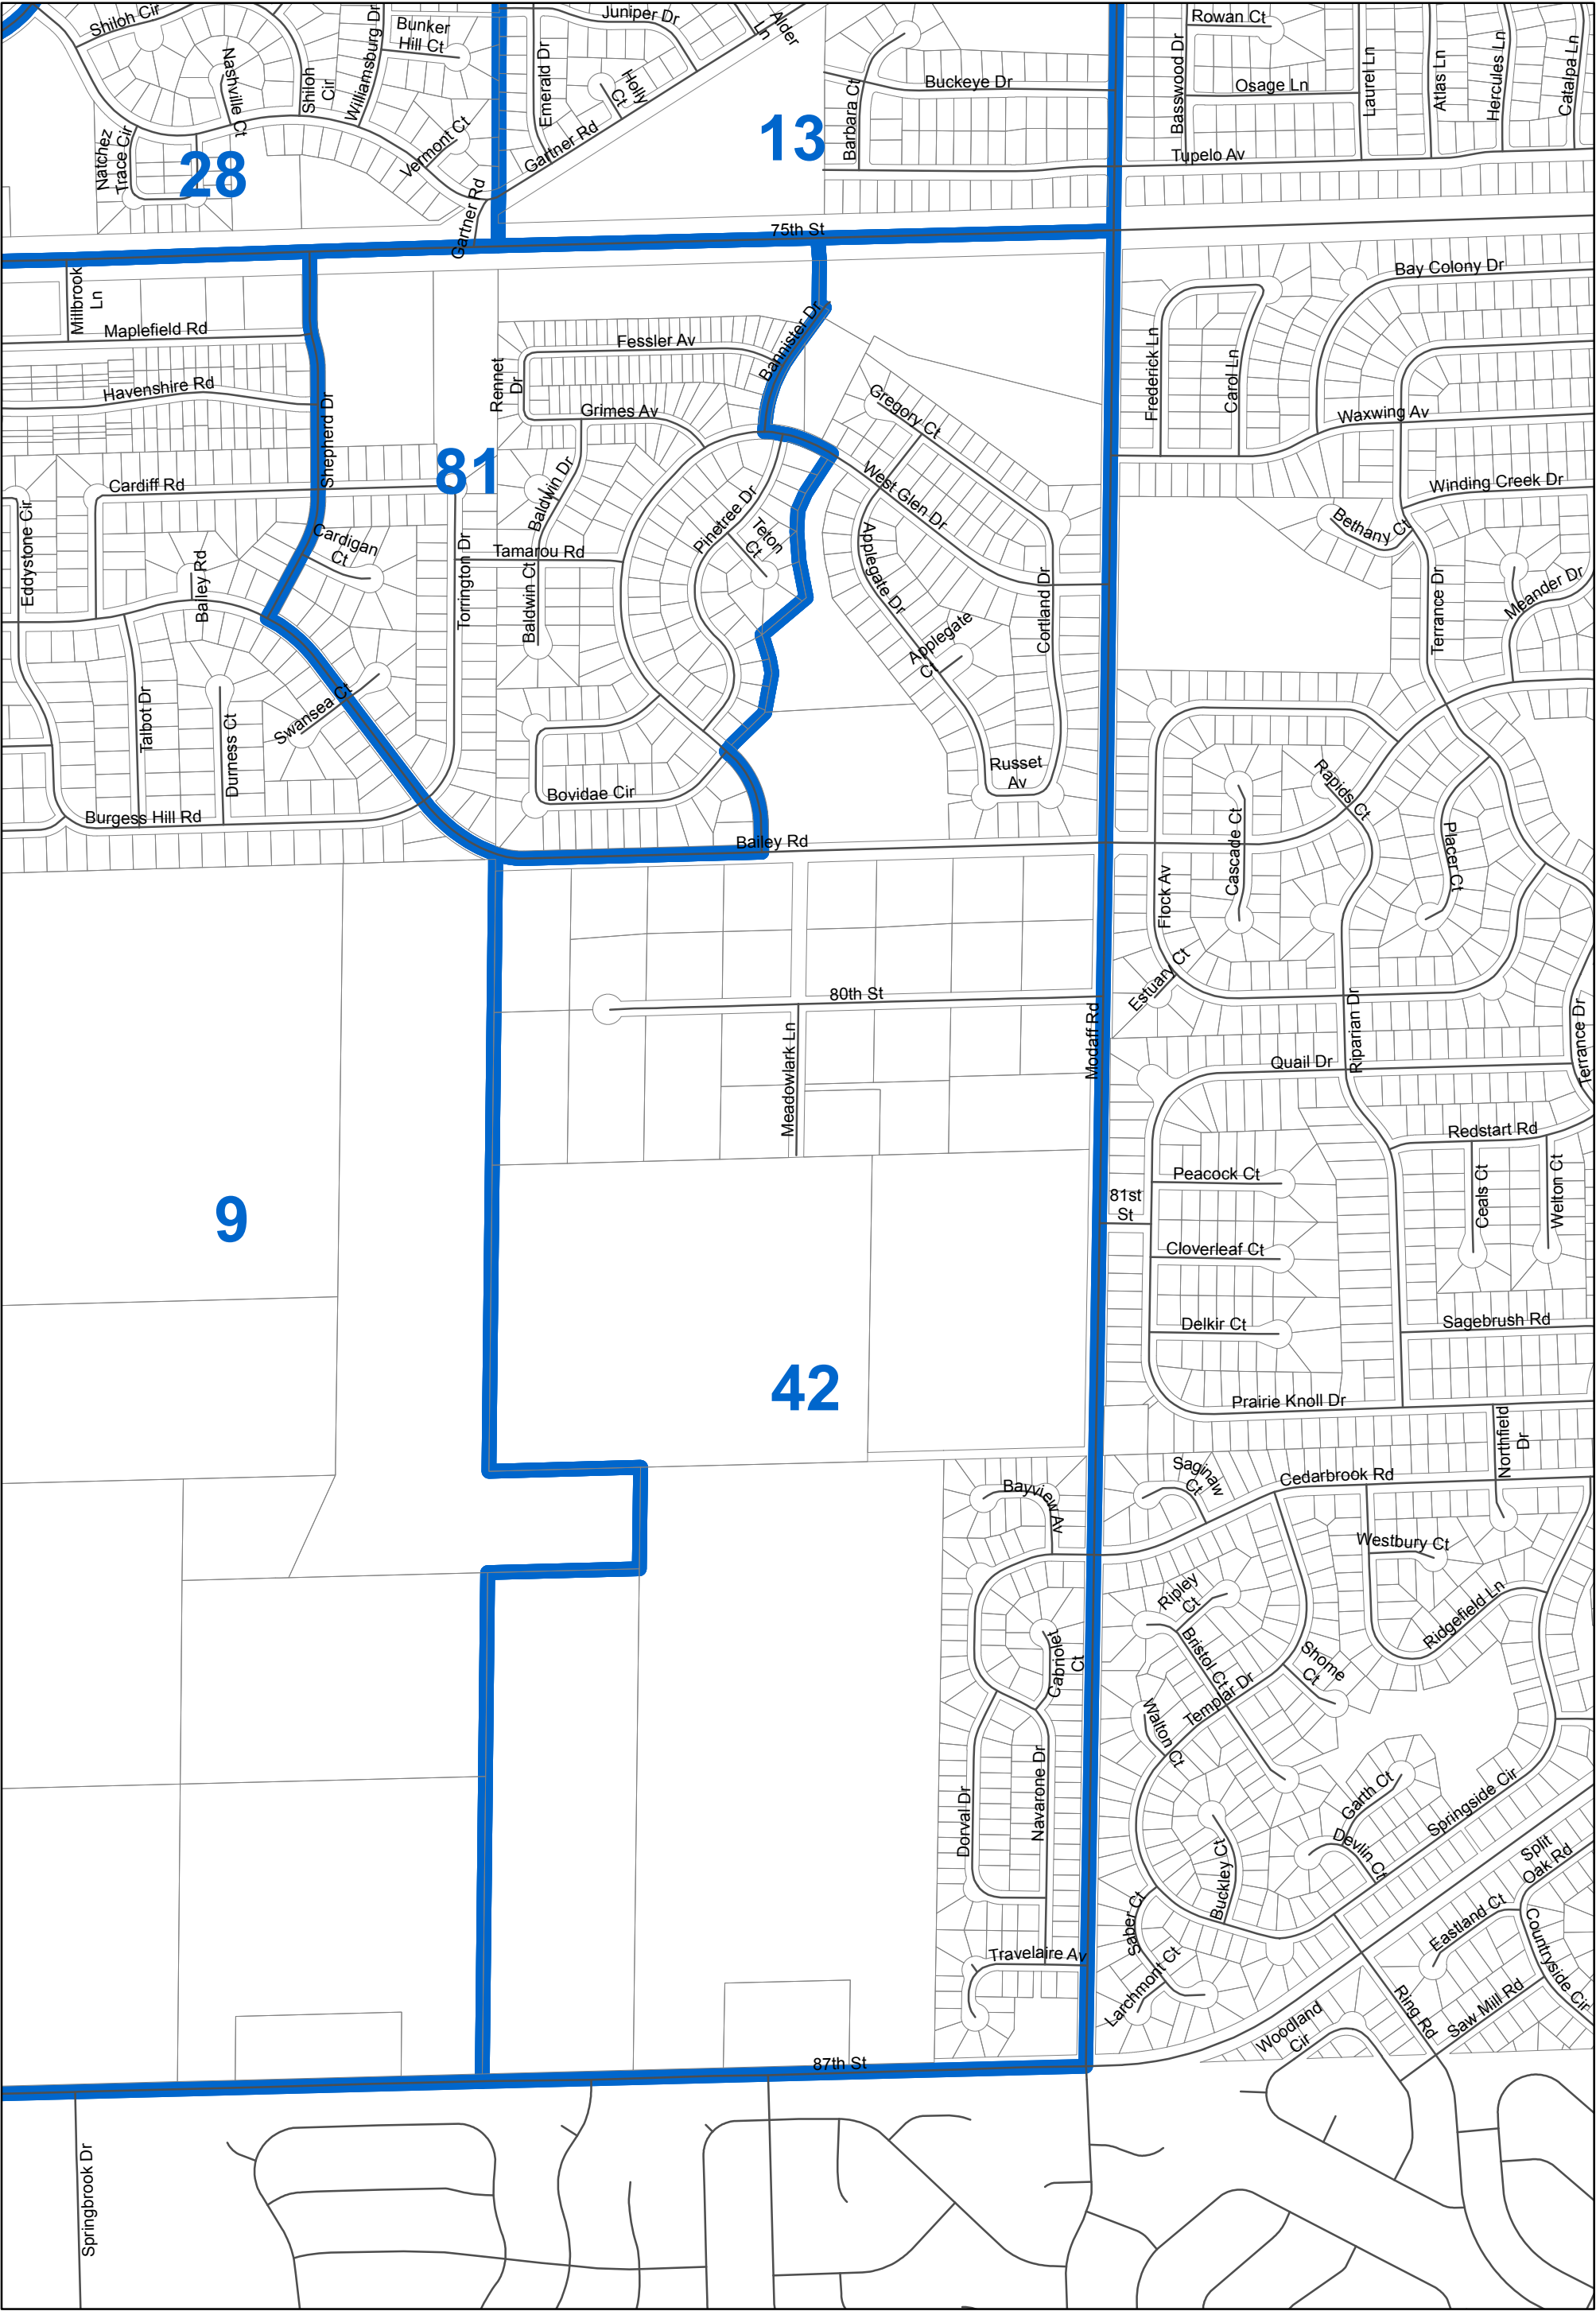 Shiloh Cir
Nashville Ct
Shiloh
Cir
Williamsburg Dr
Bunker
Hill Ct
Vermont Ct
Natchez
Trace Cir
28
Emerald Dr
Juniper Dr
Holly
Ct
Alder
Ln
Gartner Rd
Gartner Rd
13
Barbara Ct
Buckeye Dr
Basswood Dr
Rowan Ct
Osage Ln
Laurel Ln
Atlas Ln
Hercules Ln
Catalpa Ln
Tupelo Av
75th St
Millbrook
Ln
Maplefield Rd
Havenshire Rd
Shepherd Dr
Cardiff Rd
Eddystone Cir
Bailey Rd
Cardigan
Ct
81
Rennet
Dr
Fessler Av
Bannister Dr
Grimes Av
Baldwin Dr
Tamarou Rd
Torrington Dr
Baldwin Ct
Pinetree Dr
Teton
Ct
Gregory Ct
West Glen Dr
Applegate Dr
Applegate
Ct
Cortland Dr
Russet
Av
Frederick Ln
Carol Ln
Bay Colony Dr
Waxwing Av
Winding Creek Dr
Bethany Ct
Terrance Dr
Meander Dr
Talbot Dr
Durness Ct
Swansea Ct
Burgess Hill Rd
Bovidae Cir
Bailey Rd
Flock Av
Cascade Ct
Rapids Ct
Placer Ct
Estuary Ct
Riparian Dr
Terrance Dr
80th St
Meadowlark Ln
Modaff Rd
Quail Dr
Redstart Rd
Peacock Ct
81st
St
Ceals Ct
Welton Ct
Cloverleaf Ct
Delkir Ct
Sagebrush Rd
Prairie Knoll Dr
9
42
Northfield
Dr
Bayview Av
Saginaw
Ct
Cedarbrook Rd
Westbury Ct
Ripley
Ct
Bristol Ct
Ridgefield Ln
Shome
Ct
Cabriolet
Ct
Templar Dr
Walton Ct
Dorval Dr
Navarone Dr
Garth Ct
Springside Cir
Devlin Ct
Buckley Ct
Split
Oak Rd
Saber Ct
Eastland Ct
Countryside Cir
Travelaire Av
Larchmont Ct
Ring Rd
Saw Mill Rd
Woodland
Cir
87th St
Springbrook Dr